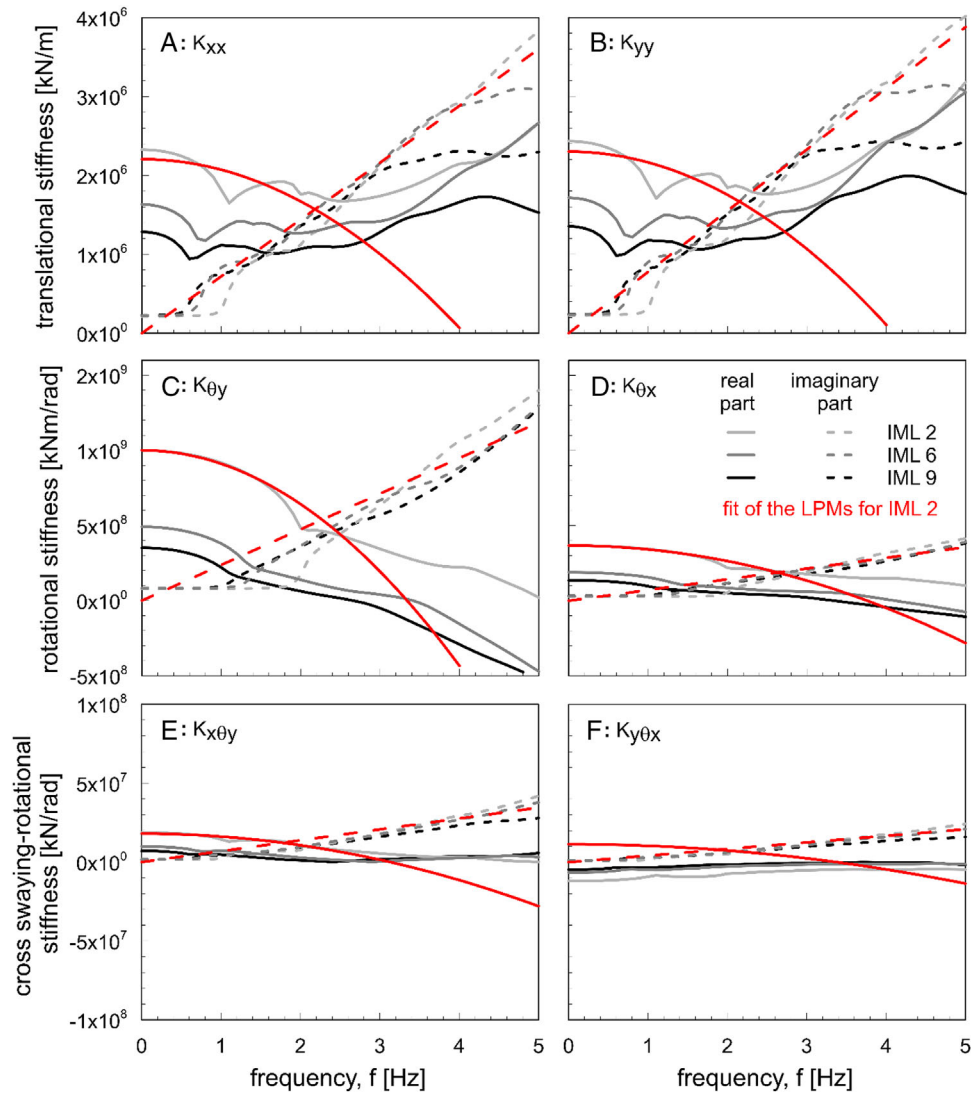 A: Kxx
B: Kyy
translational stiffness [kN/m]
4x10⁶
3x10⁶
2x10⁶
1x10⁶
0x10⁰
C: Kθy
D: Kθx
rotational stiffness [kNm/rad]
2x10⁹
1x10⁹
5x10⁸
0x10⁰
-5x10⁸
real part
imaginary part
IML 2
IML 6
IML 9
fit of the LPMs for IML 2
E: Kxθy
F: Kyθx
cross swaying-rotational
stiffness [kN/rad]
1x10⁸
5x10⁷
0x10⁰
-5x10⁷
-1x10⁸
0 1 2 3 4 5
0 1 2 3 4 5
frequency, f [Hz]
frequency, f [Hz]